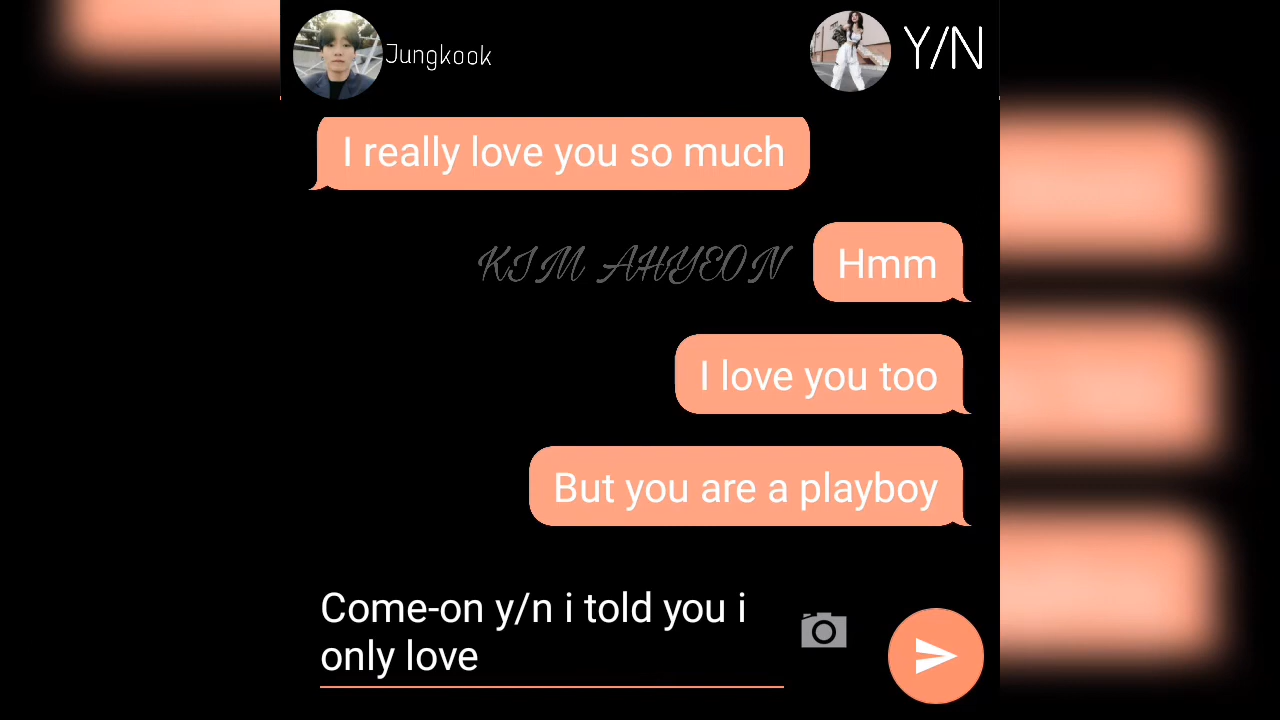 Jungkook
Y/N
I really love you so much
KIM AHYEON
Hmm
I love you too
But you are a playboy
Come-on y/n i told you i
only love